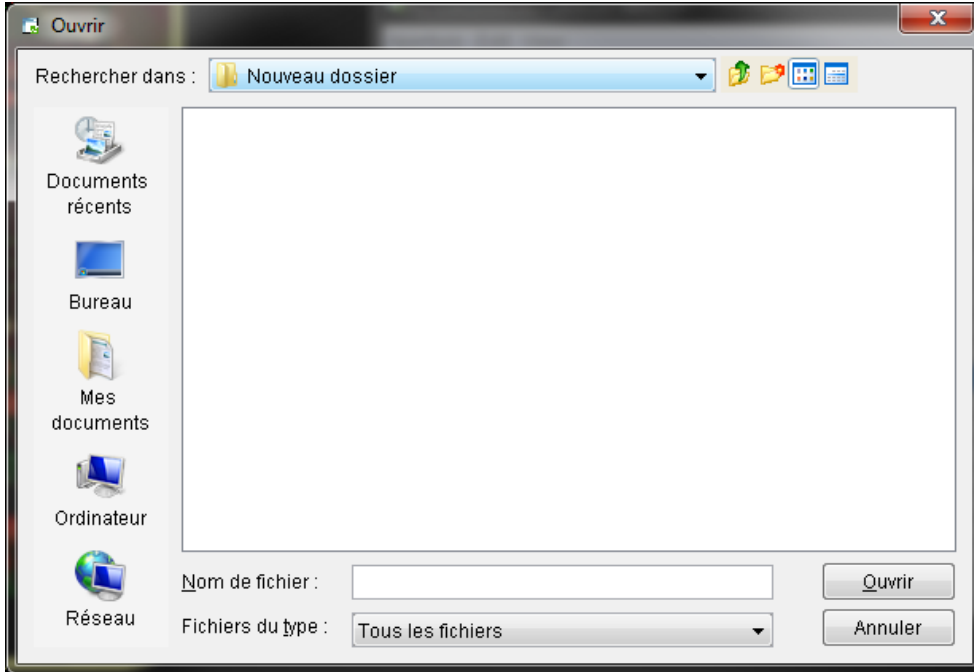 Ouvrir
Rechercher dans :
Nouveau dossier
Documents
récents
Bureau
Mes
documents
Ordinateur
Réseau
Nom de fichier :
Ouvrir
Fichiers du type :
Tous les fichiers
Annuler